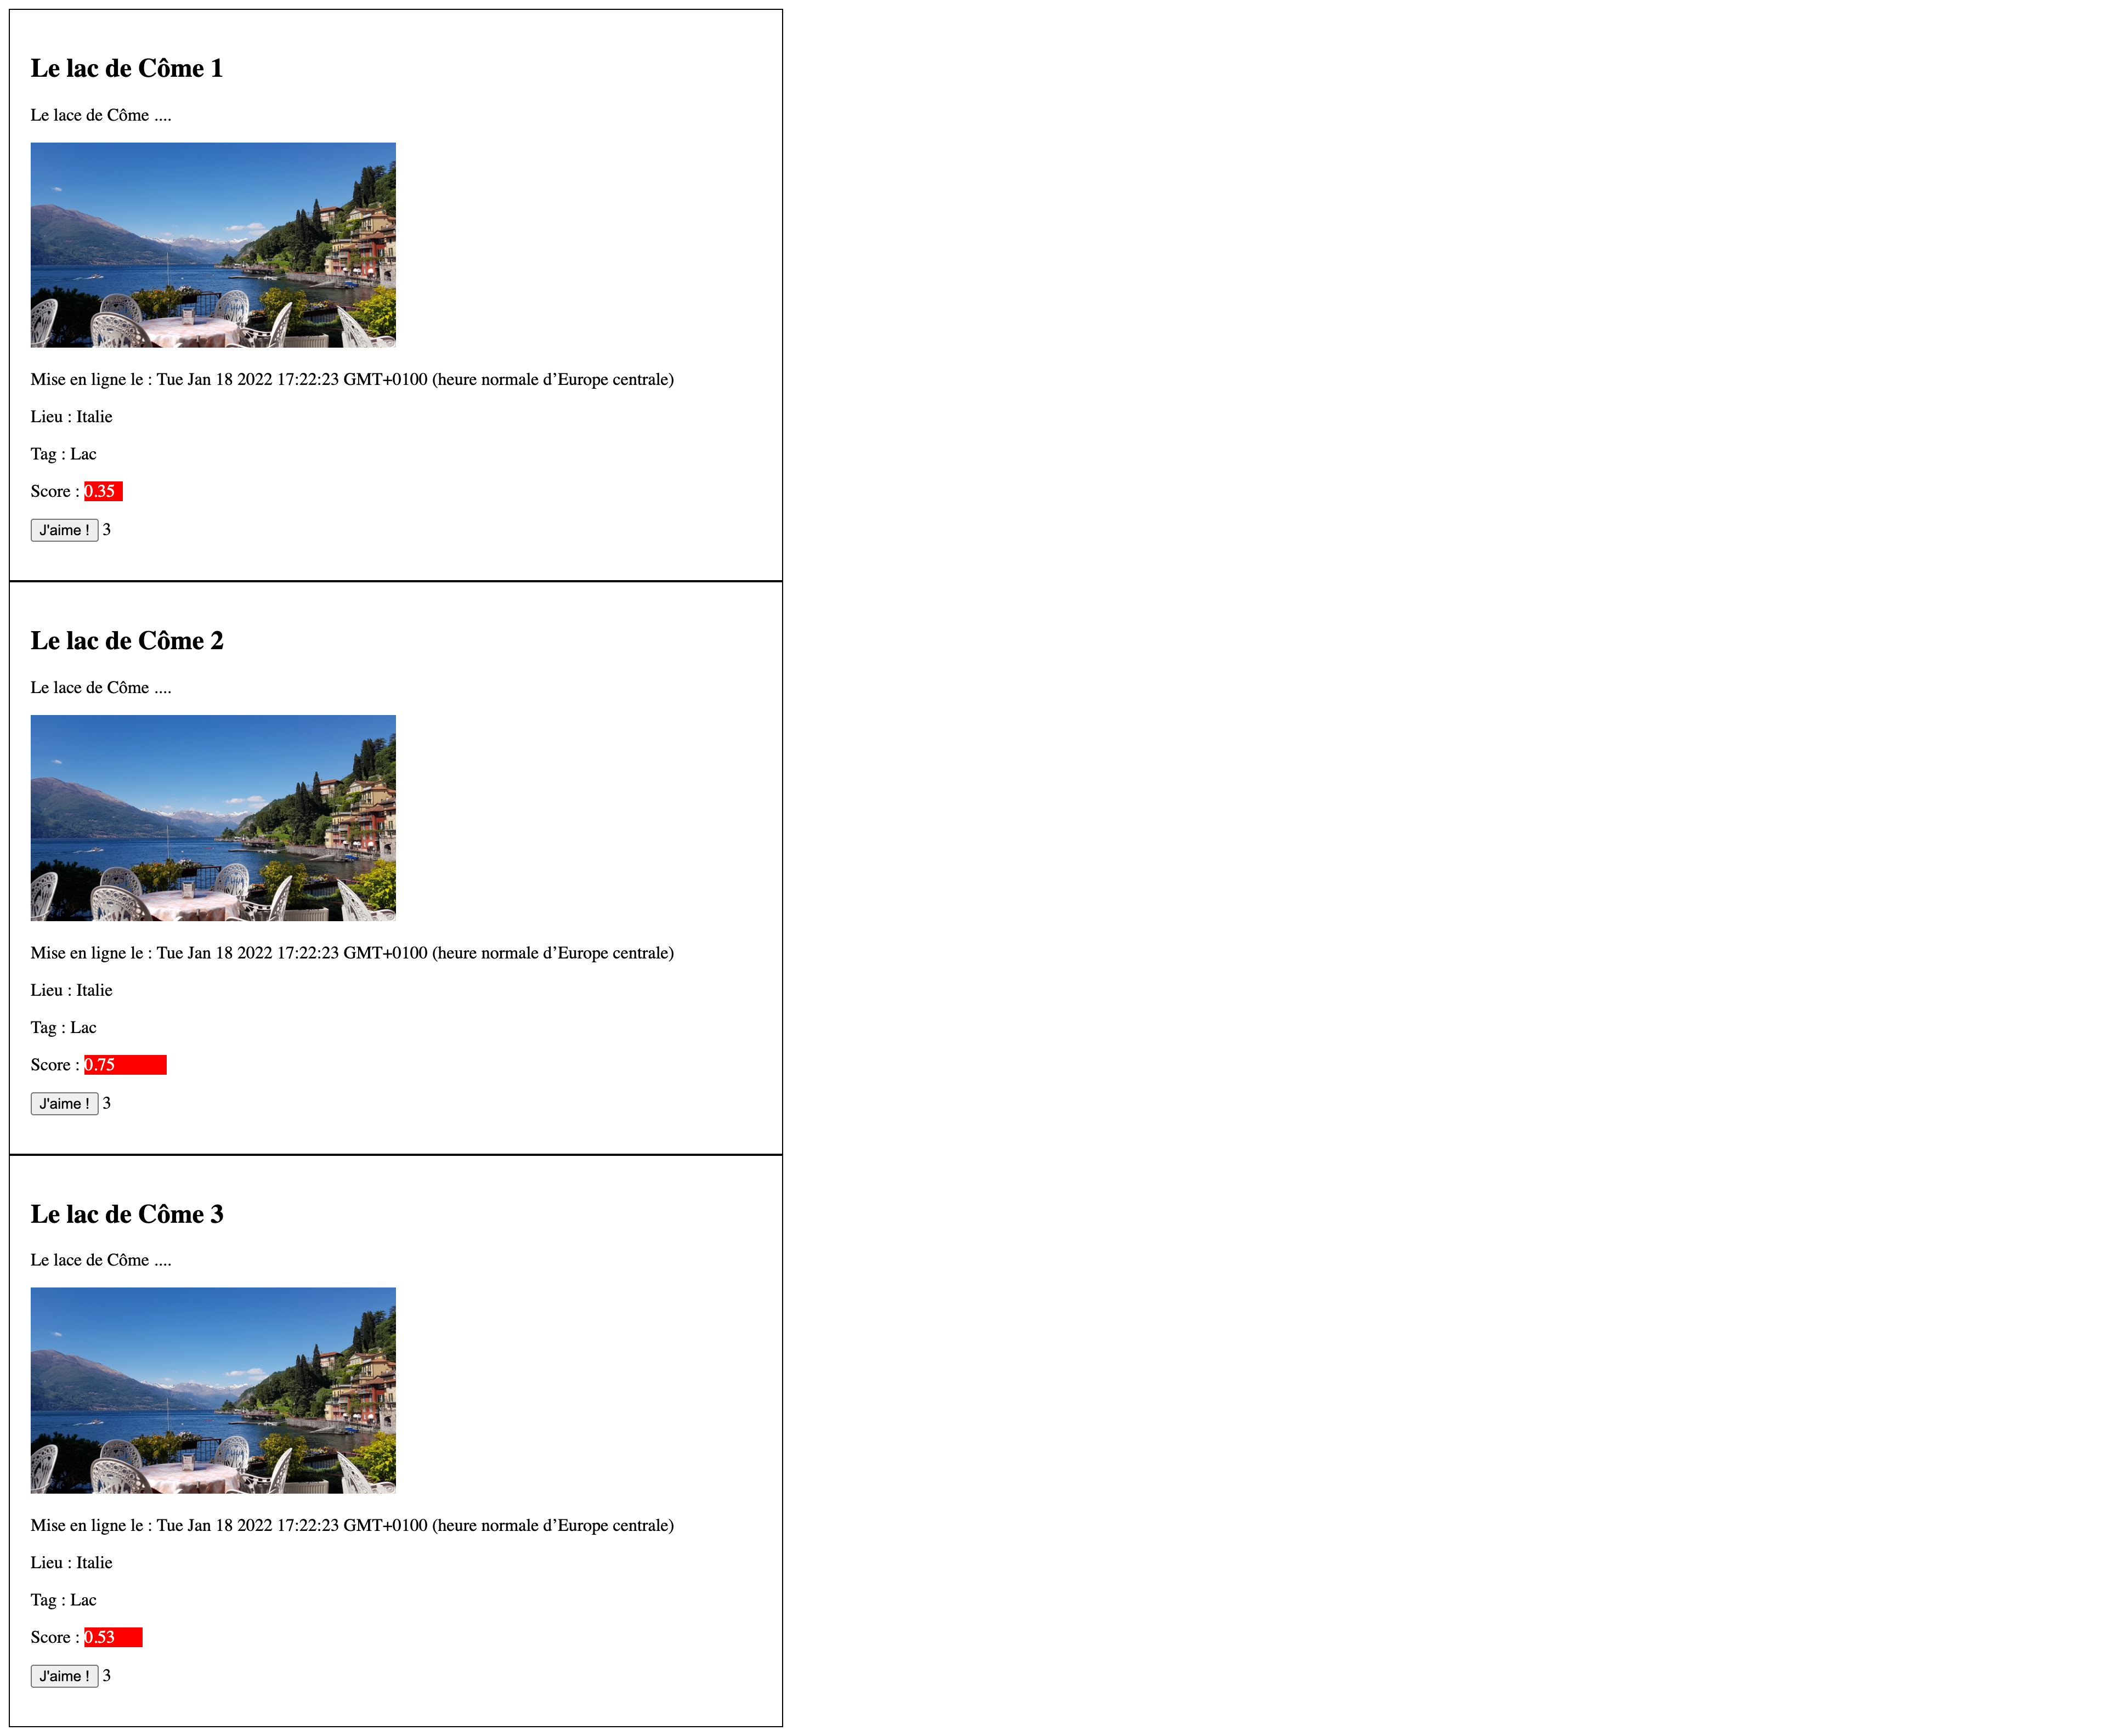 Le lac de Côme 1
Le lace de Côme ....
Mise en ligne le : Tue Jan 18 2022 17:22:23 GMT+0100 (heure normale d’Europe centrale)
Lieu : Italie
Tag : Lac
Score : 0.35
J'aime ! 3
Le lac de Côme 2
Le lace de Côme ....
Mise en ligne le : Tue Jan 18 2022 17:22:23 GMT+0100 (heure normale d’Europe centrale)
Lieu : Italie
Tag : Lac
Score : 0.75
J'aime ! 3
Le lac de Côme 3
Le lace de Côme ....
Mise en ligne le : Tue Jan 18 2022 17:22:23 GMT+0100 (heure normale d’Europe centrale)
Lieu : Italie
Tag : Lac
Score : 0.53
J'aime ! 3